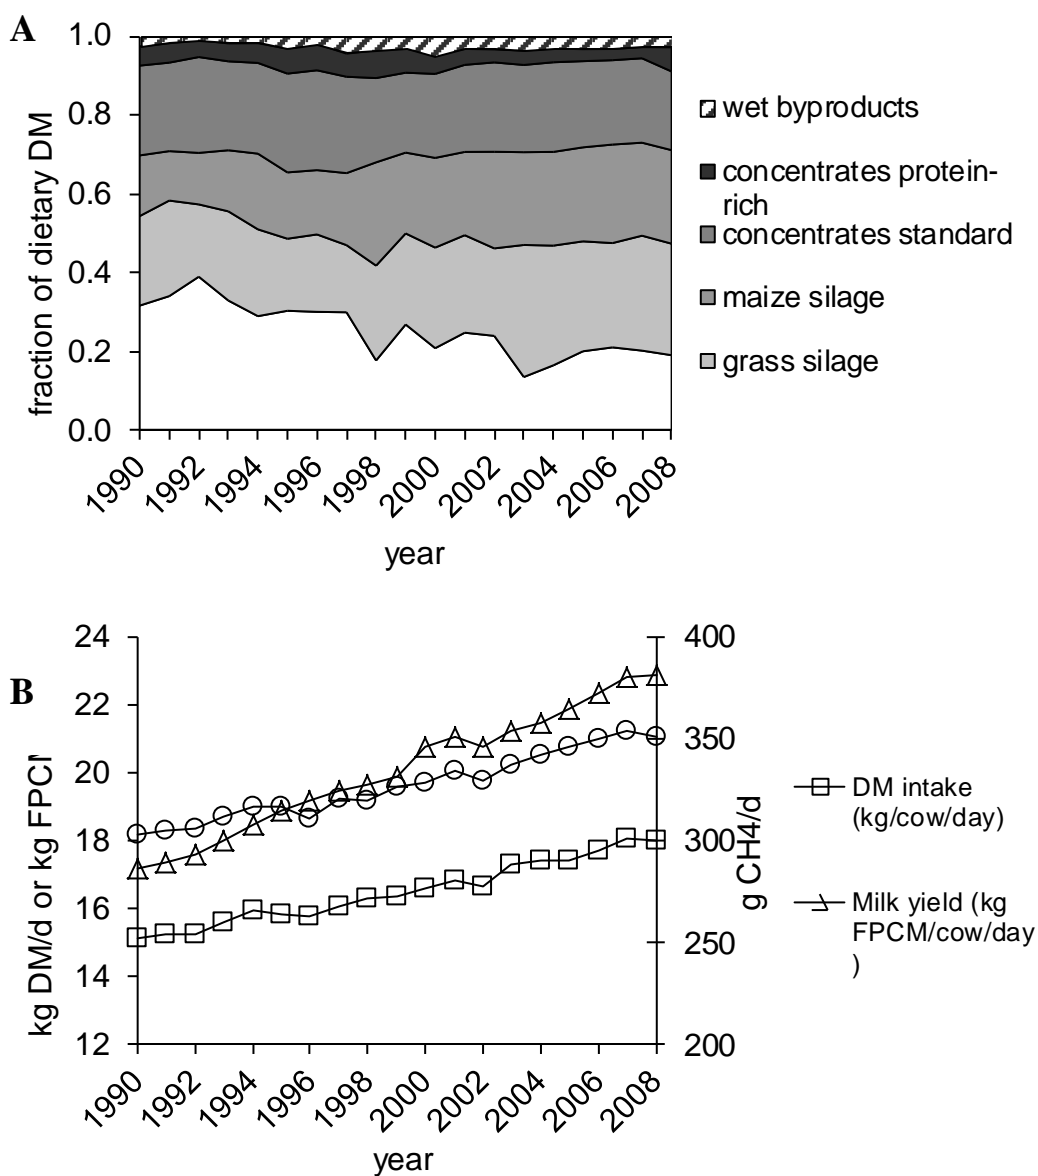 A
1.0
0.8
0.6
0.4
0.2
0.0
fraction of dietary DM
1990
1992
1994
1996
1998
2000
2002
2004
2006
2008
year
wet byproducts
concentrates protein-
rich
concentrates standard
maize silage
grass silage
B
24
22
20
18
16
14
12
kg DM/d or kg FPCM
400
350
300
250
200
g CH4/d
1990
1992
1994
1996
1998
2000
2002
2004
2006
2008
year
DM intake
(kg/cow/day)
Milk yield (kg
FPCM/cow/day
)